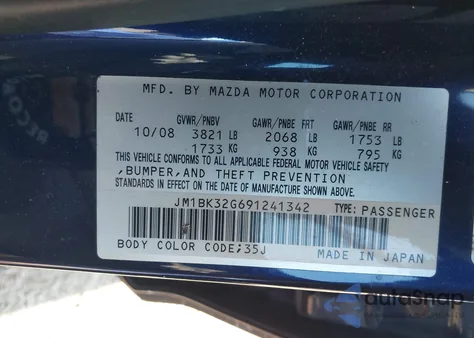 MFD. BY MAZDA MOTOR CORPORATION
GVWR/PNBV GAWR/PNBE FRT GAWR/PNBE RR
10/08 3821 LB 2068 LB 1753 LB
1733 KG 938 KG 795 KG
THIS VEHICLE CONFORMS TO ALL APPLICABLE FEDERAL MOTOR VEHICLE SAFETY
,BUMPER,AND THEFT PREVENTION
STANDARDS IN EFFECT ON THE DATE OF MANUFACTURE SHOWN ABOVE.
JM1BK32G691241342 TYPE: PASSENGER
BODY COLOR CODE;35J MADE IN JAPAN
autoSnap